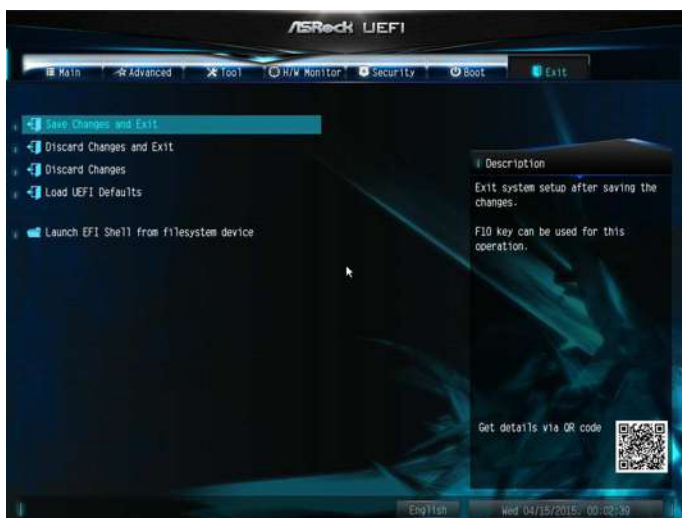 ASRock UEFI
Main
Advanced
Tool
H/W Monitor
Security
Boot
Exit
Save Changes and Exit
Discard Changes and Exit
Discard Changes
Load UEFI Defaults
Launch EFI Shell from filesystem device
Description
Exit system setup after saving the
changes.
F10 key can be used for this
operation.
Get details via QR code
English
Wed 04/15/2015. 00:02:39